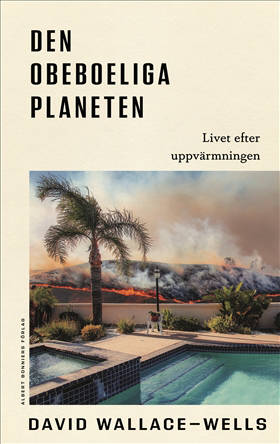 DEN
OBEBOELIGA
PLANETEN
Livet efter
uppvärmningen
ALBERT BONNIERS FÖRLAG
DAVID WALLACE–WELLS